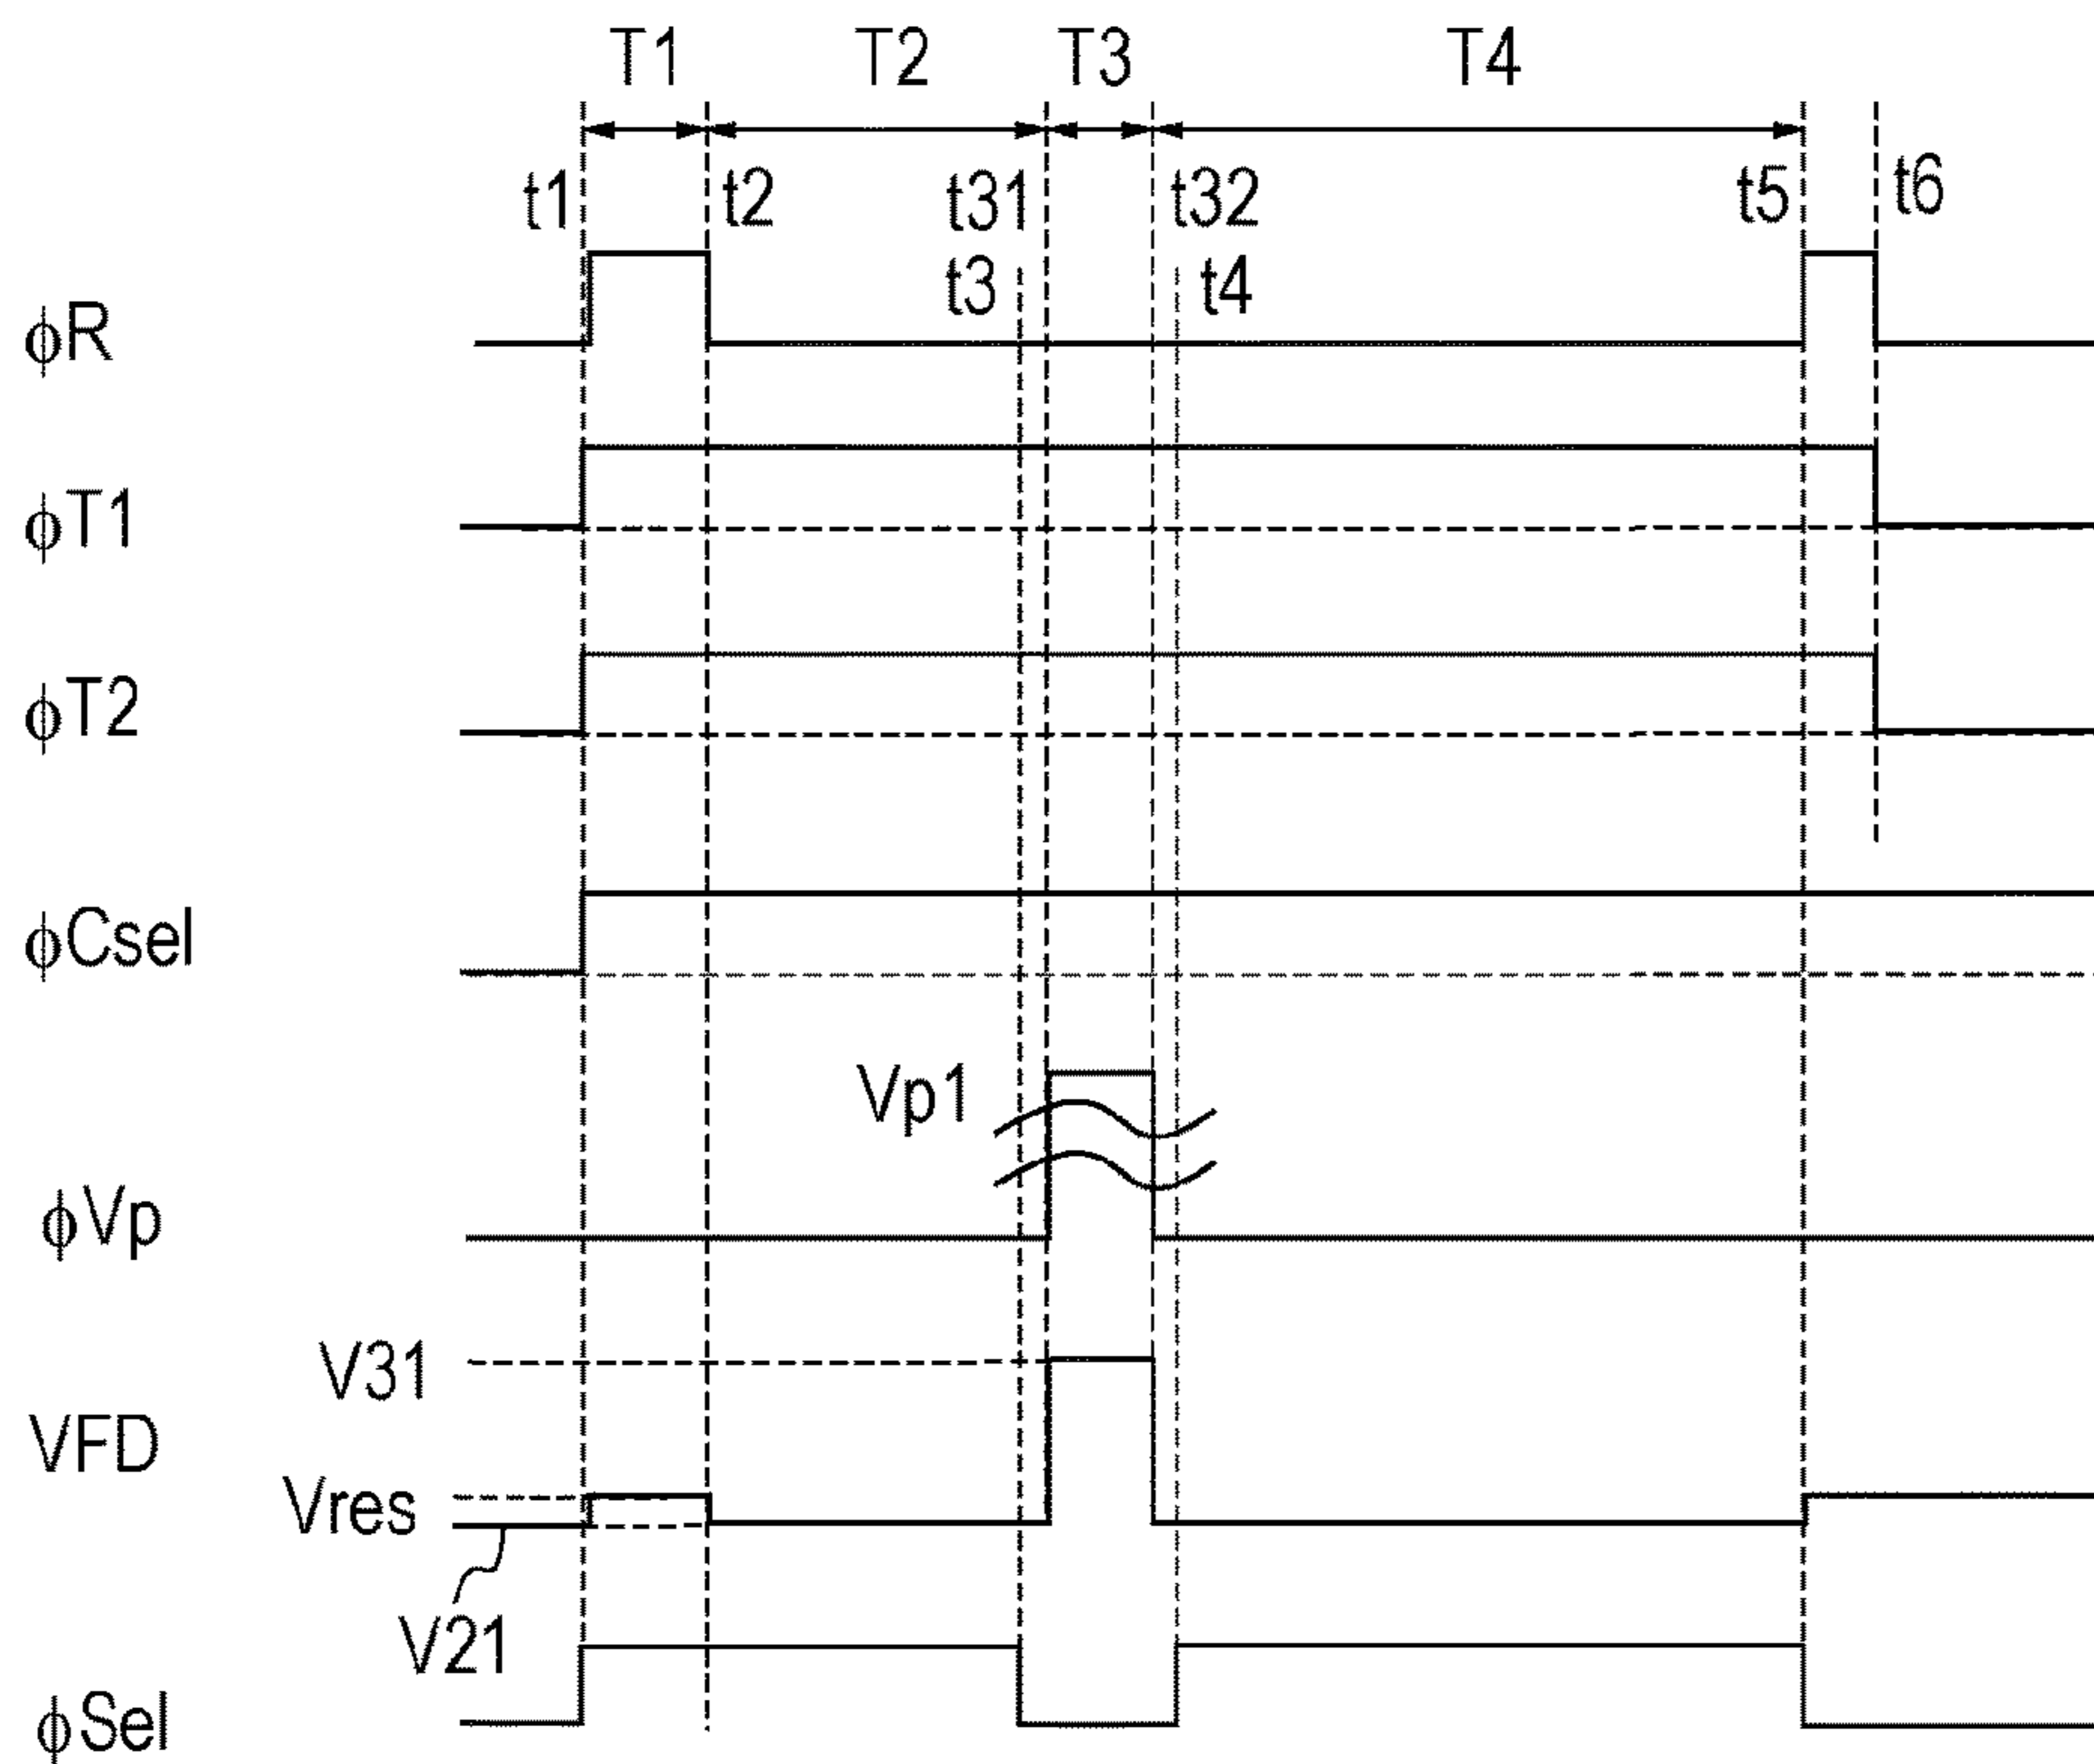 T1 T2 T3 T4
t1 t2 t31 t32 t5 t6
t3 t4
ϕR
ϕT1
ϕT2
ϕCsel
Vp1
ϕVp
V31
VFD
Vres
V21
ϕSel